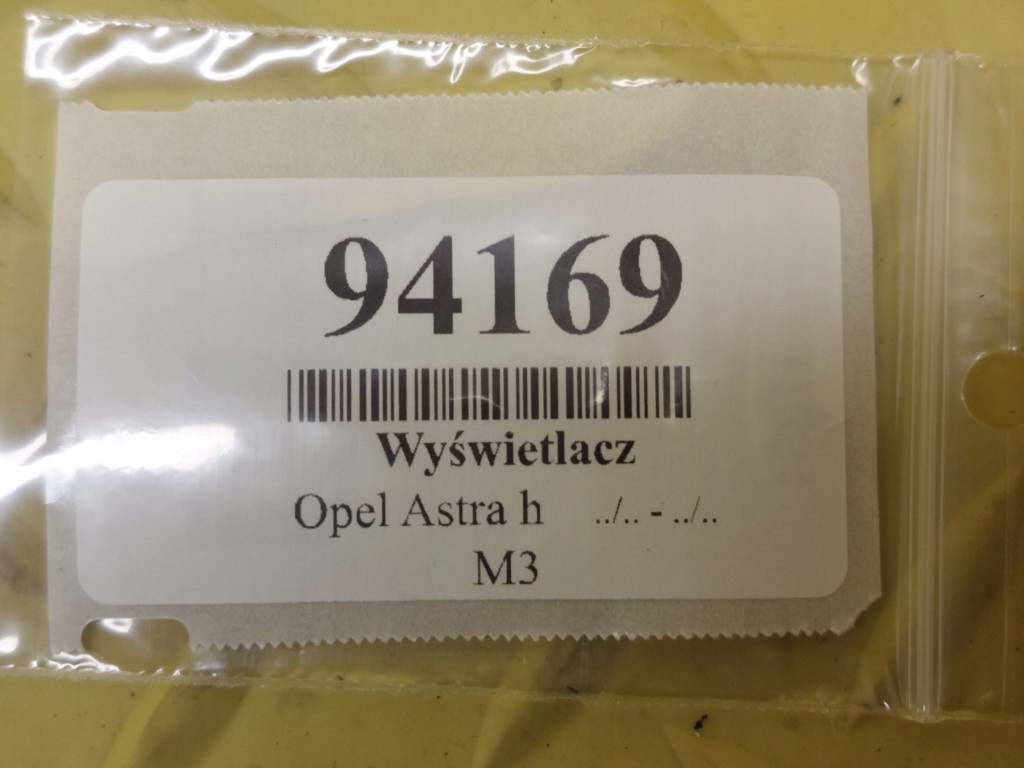 94169
Wyświetlacz
Opel Astra h ../.. - ../..
M3